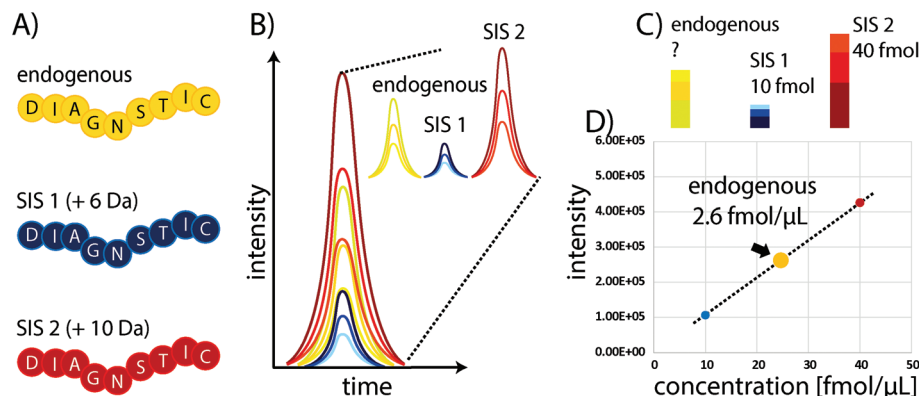 A)
endogenous
D I A G N S T I C
SIS 1 (+ 6 Da)
D I A G N S T I C
SIS 2 (+ 10 Da)
D I A G N S T I C
B)
intensity
time
endogenous
SIS 1
SIS 2
C)
endogenous
?
SIS 1
10 fmol
SIS 2
40 fmol
D)
intensity
6.00E+05
5.00E+05
4.00E+05
3.00E+05
2.00E+05
1.00E+05
0.00E+00
endogenous
2.6 fmol/µL
0 10 20 30 40 50
concentration [fmol/µL]